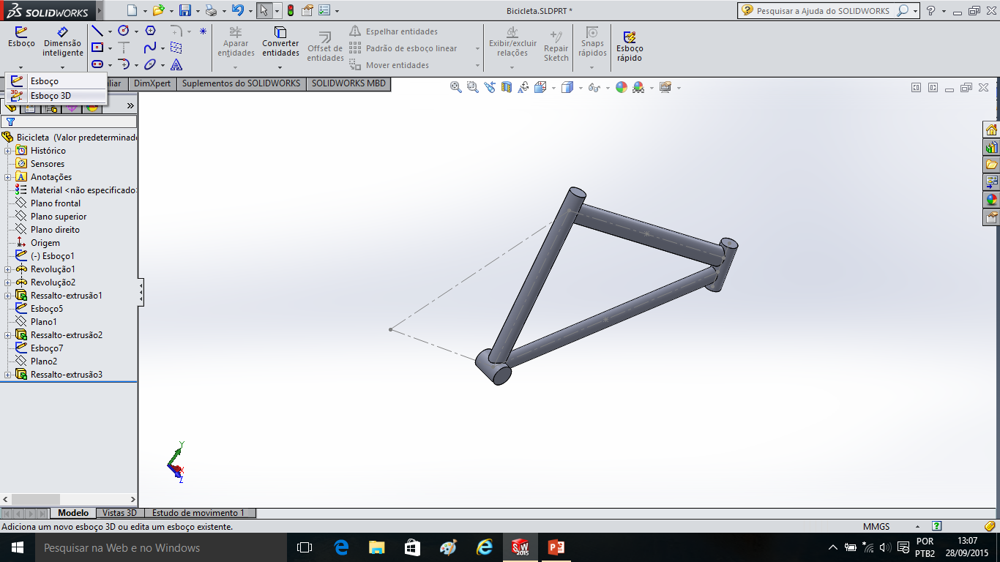 SOLIDWORKS
Bicicleta.SLDPRT *
Pesquisar a Ajuda do SOLIDWORKS
Esboço
Dimensão
inteligente
Aparar
entidades
Converter
entidades
Offset de
entidades
Espelhar entidades
Padrão de esboço linear
Mover entidades
Exibir/excluir
relações
Repair
Sketch
Snaps
rápidos
Esboço
rápido
Esboço
3D Esboço 3D
liar
DimXpert
Suplementos do SOLIDWORKS
SOLIDWORKS MBD
Bicicleta (Valor predeterminado
Histórico
Sensores
A Anotações
Material <não especificado>
Plano frontal
Plano superior
Plano direito
Origem
(-) Esboço1
Revolução1
Revolução2
Ressalto-extrusão1
Esboço5
Plano1
Ressalto-extrusão2
Esboço7
Plano2
Ressalto-extrusão3
Y
X
Z
Modelo
Vistas 3D
Estudo de movimento 1
Adiciona um novo esboço 3D ou edita um esboço existente.
MMGS
Pesquisar na Web e no Windows
SW
2015
POR
PTB2
13:07
28/09/2015